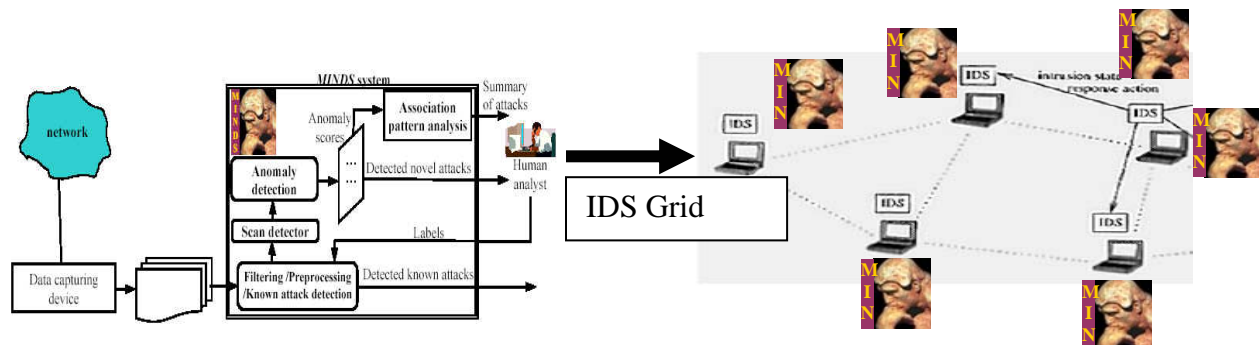 network
Data capturing
device
MINDS system
M
I
N
D
S
Anomaly
scores
Association
pattern analysis
Summary
of attacks
Anomaly
detection
...
...
Detected novel attacks
Human
analyst
Scan detector
Labels
Filtering /Preprocessing
/Known attack detection
Detected known attacks
IDS Grid
M
I
N
IDS
M
I
N
IDS
intrusion state
response action
M
I
N
IDS
M
I
N
IDS
M
I
N
IDS
M
I
N